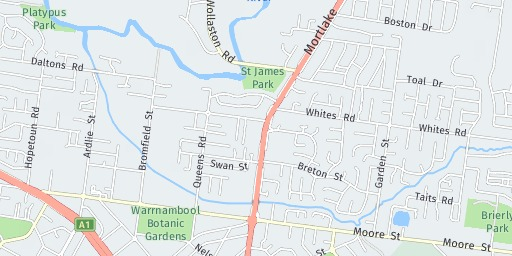 River
Platypus
Park
Wollaston Rd
Boston Dr
Mortlake
Daltons Rd
St James
Park
Toal Dr
Whites Rd
Whites Rd
Hopetoun Rd
Ardlie St
Bromfield St
Queens Rd
Garden St
Swan St
Breton St
Taits Rd
Warrnambool
Botanic
Gardens
A1
Brierly
Park
Moore St
Moore St